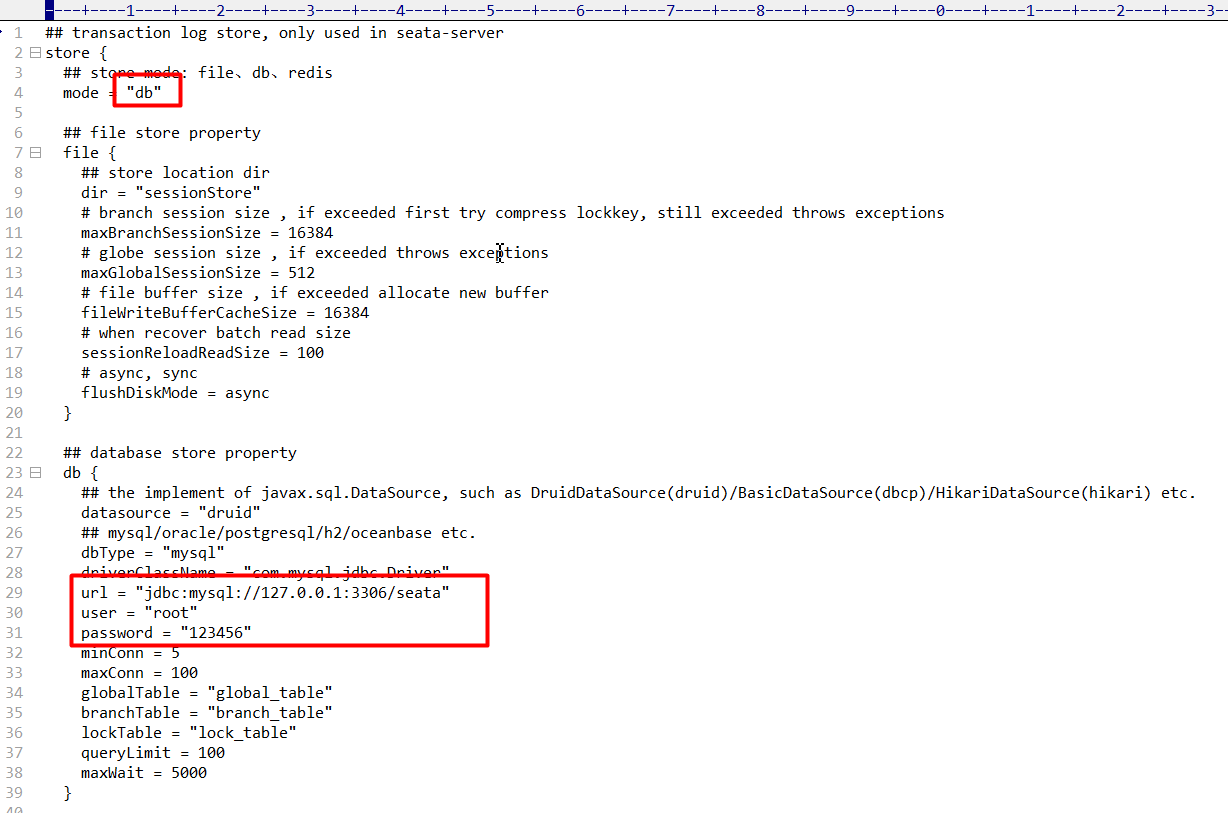 ----+----1----+----2----+----3----+----4----+----5----+----6----+----7----+----8----+----9----+----0----+----1----+----2----+----3--
1 ## transaction log store, only used in seata-server
2 store {
3 ## store mode: file、db、redis
4 mode = "db"
5
6 ## file store property
7 file {
8 ## store location dir
9 dir = "sessionStore"
10 # branch session size , if exceeded first try compress lockkey, still exceeded throws exceptions
11 maxBranchSessionSize = 16384
12 # globe session size , if exceeded throws exceptions
13 maxGlobalSessionSize = 512
14 # file buffer size , if exceeded allocate new buffer
15 fileWriteBufferCacheSize = 16384
16 # when recover batch read size
17 sessionReloadReadSize = 100
18 # async, sync
19 flushDiskMode = async
20 }
21
22 ## database store property
23 db {
24 ## the implement of javax.sql.DataSource, such as DruidDataSource(druid)/BasicDataSource(dbcp)/HikariDataSource(hikari) etc.
25 datasource = "druid"
26 ## mysql/oracle/postgresql/h2/oceanbase etc.
27 dbType = "mysql"
28 driverClassName = "com.mysql.jdbc.Driver"
29 url = "jdbc:mysql://127.0.0.1:3306/seata"
30 user = "root"
31 password = "123456"
32 minConn = 5
33 maxConn = 100
34 globalTable = "global_table"
35 branchTable = "branch_table"
36 lockTable = "lock_table"
37 queryLimit = 100
38 maxWait = 5000
39 }
40